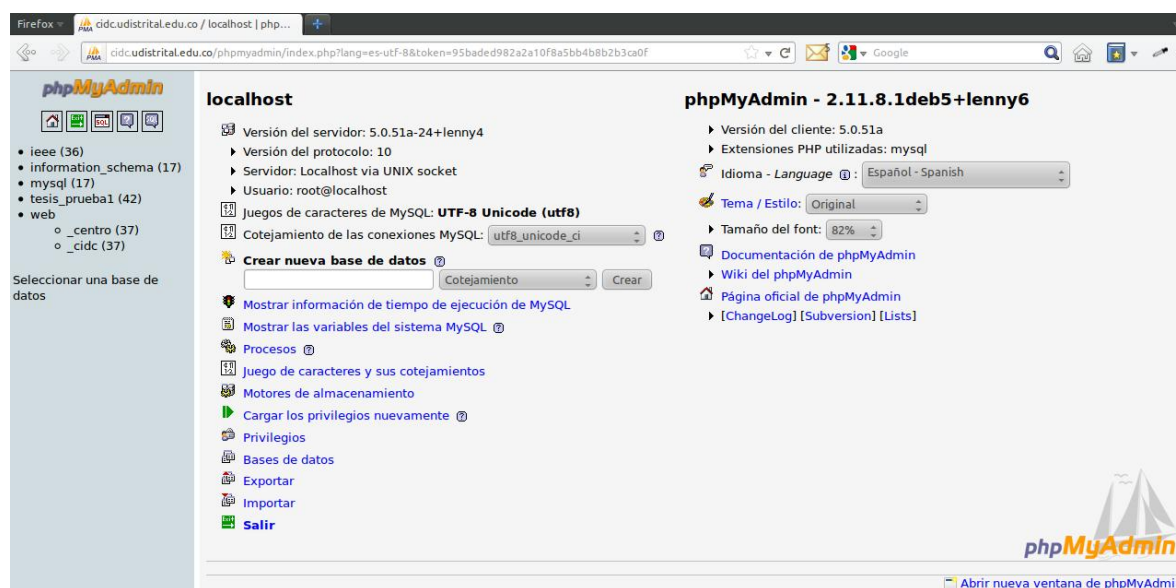 Firefox
cidc.udistrital.edu.co / localhost | php...
cidc.udistrital.edu.co/phpmyadmin/index.php?lang=es-utf-8&token=95baded982a2a10f8a5bb4b8b2b3ca0f
Google
phpMyAdmin
ieee (36)
information_schema (17)
mysql (17)
tesis_prueba1 (42)
web
_centro (37)
_cidc (37)
Seleccionar una base de
datos
localhost
Versión del servidor: 5.0.51a-24+lenny4
Versión del protocolo: 10
Servidor: Localhost via UNIX socket
Usuario: root@localhost
Juegos de caracteres de MySQL: UTF-8 Unicode (utf8)
Cotejamiento de las conexiones MySQL: utf8_unicode_ci
Crear nueva base de datos
Cotejamiento Crear
Mostrar información de tiempo de ejecución de MySQL
Mostrar las variables del sistema MySQL
Procesos
Juego de caracteres y sus cotejamientos
Motores de almacenamiento
Cargar los privilegios nuevamente
Privilegios
Bases de datos
Exportar
Importar
Salir
phpMyAdmin - 2.11.8.1deb5+lenny6
Versión del cliente: 5.0.51a
Extensiones PHP utilizadas: mysql
Idioma - Language : Español - Spanish
Tema / Estilo: Original
Tamaño del font: 82%
Documentación de phpMyAdmin
Wiki del phpMyAdmin
Página oficial de phpMyAdmin
[ChangeLog] [Subversion] [Lists]
phpMyAdmin
Abrir nueva ventana de phpMyAdmi